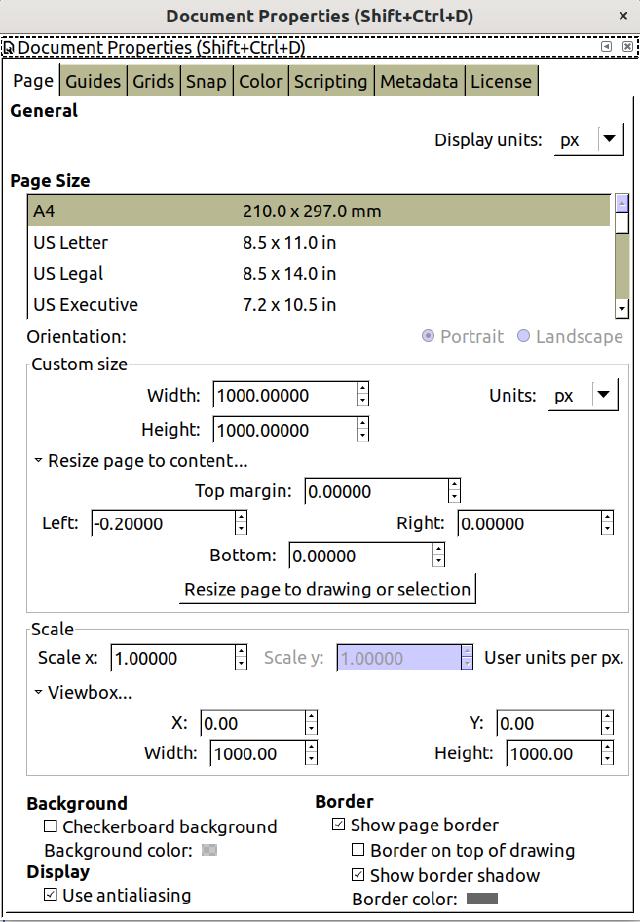 Document Properties (Shift+Ctrl+D)
Document Properties (Shift+Ctrl+D)
Page Guides Grids Snap Color Scripting Metadata License
General
Display units: px
Page Size
A4 210.0 x 297.0 mm
US Letter 8.5 x 11.0 in
US Legal 8.5 x 14.0 in
US Executive 7.2 x 10.5 in
Orientation: Portrait Landscape
Custom size
Width: 1000.00000 Units: px
Height: 1000.00000
Resize page to content...
Top margin: 0.00000
Left: -0.20000 Right: 0.00000
Bottom: 0.00000
Resize page to drawing or selection
Scale
Scale x: 1.00000 Scale y: 1.00000 User units per px.
Viewbox...
X: 0.00 Y: 0.00
Width: 1000.00 Height: 1000.00
Background
Checkerboard background
Background color:
Display
Use antialiasing
Border
Show page border
Border on top of drawing
Show border shadow
Border color: